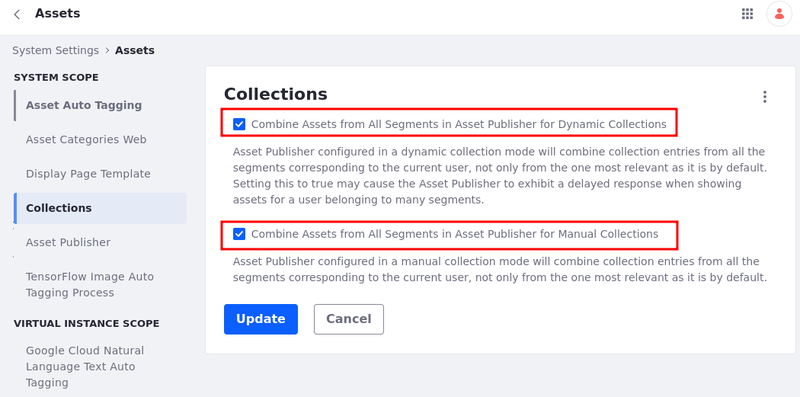 Assets
System Settings > Assets
SYSTEM SCOPE
Asset Auto Tagging
Asset Categories Web
Display Page Template
Collections
Asset Publisher
TensorFlow Image Auto
Tagging Process
VIRTUAL INSTANCE SCOPE
Google Cloud Natural
Language Text Auto
Tagging
Collections
Combine Assets from All Segments in Asset Publisher for Dynamic Collections
Asset Publisher configured in a dynamic collection mode will combine collection entries from all the
segments corresponding to the current user, not only from the one most relevant as it is by default.
Setting this to true may cause the Asset Publisher to exhibit a delayed response when showing
assets for a user belonging to many segments.
Combine Assets from All Segments in Asset Publisher for Manual Collections
Asset Publisher configured in a manual collection mode will combine collection entries from all the
segments corresponding to the current user, not only from the one most relevant as it is by default.
Update
Cancel